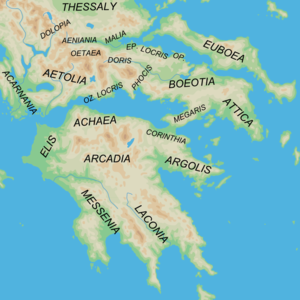 THESSALY
DOLOPIA
AENIANIA
MALIA
OETAEA
EP. LOCRIS
OP.
EUBOEA
DORIS
AETOLIA
PHOCIS
BOEOTIA
ACARNANIA
OZ. LOCRIS
ATTICA
MEGARIS
ACHAEA
CORINTHIA
ELIS
ARCADIA
ARGOLIS
MESSENIA
LACONIA